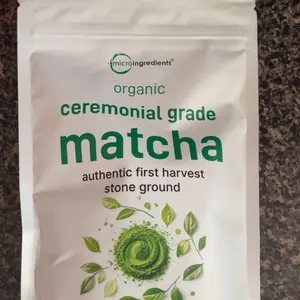 microingredients®
organic
ceremonial grade
matcha
authentic first harvest
stone ground